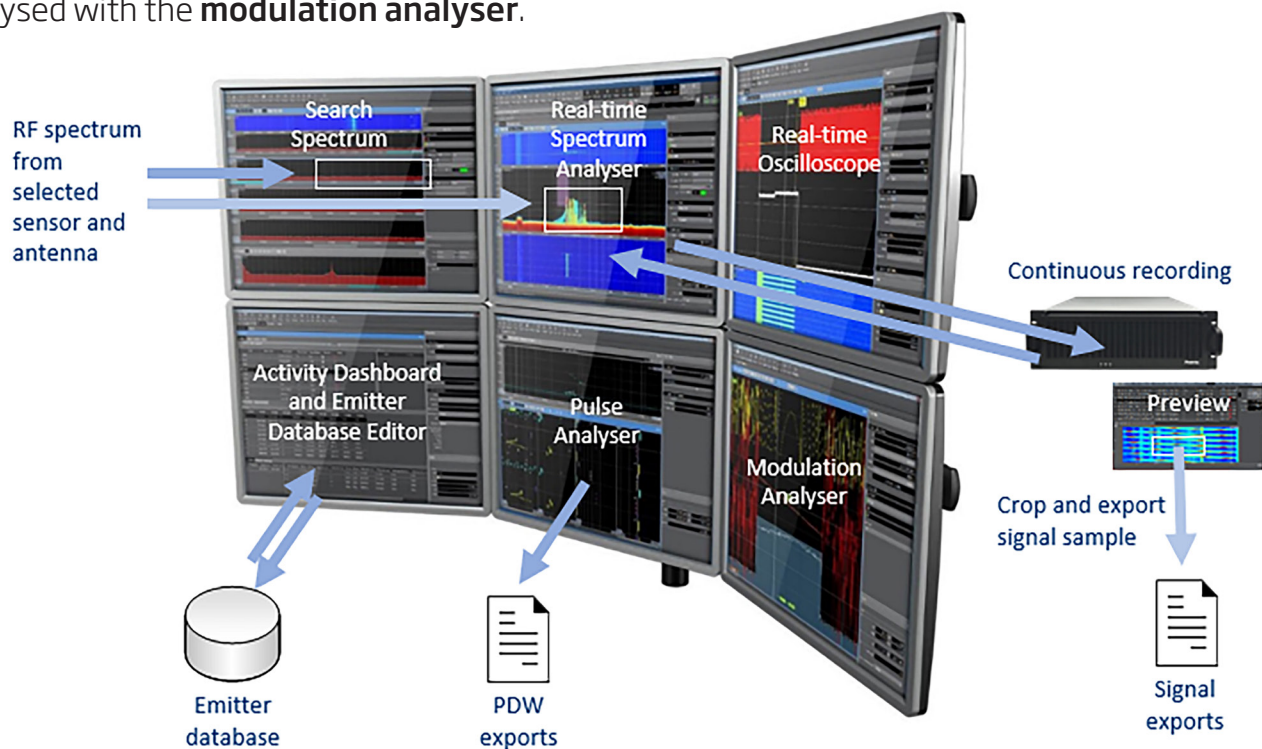 ysed with the modulation analyser.
RF spectrum
from
selected
sensor and
antenna
Search
Spectrum
Real-time
Spectrum
Analyser
Real-time
Oscilloscope
Continuous recording
Activity Dashboard
and Emitter
Database Editor
Pulse
Analyser
Modulation
Analyser
Preview
Crop and export
signal sample
Emitter
database
PDW
exports
Signal
exports